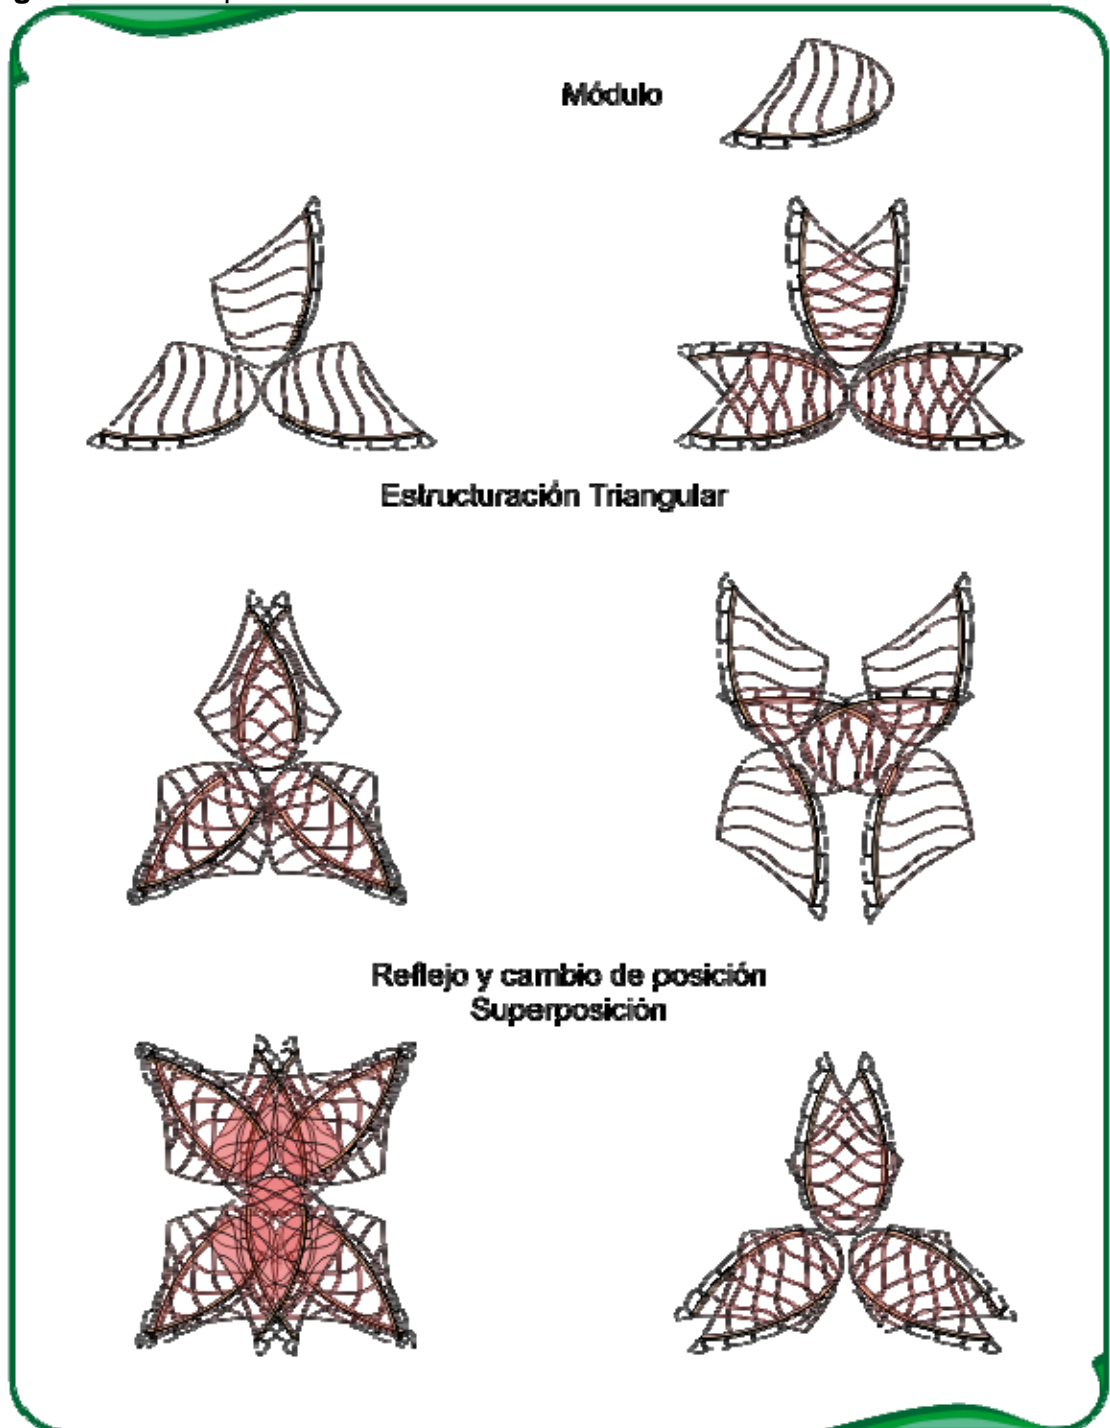 Módulo
Estructuración Triangular
Reflejo y cambio de posición
Superposición